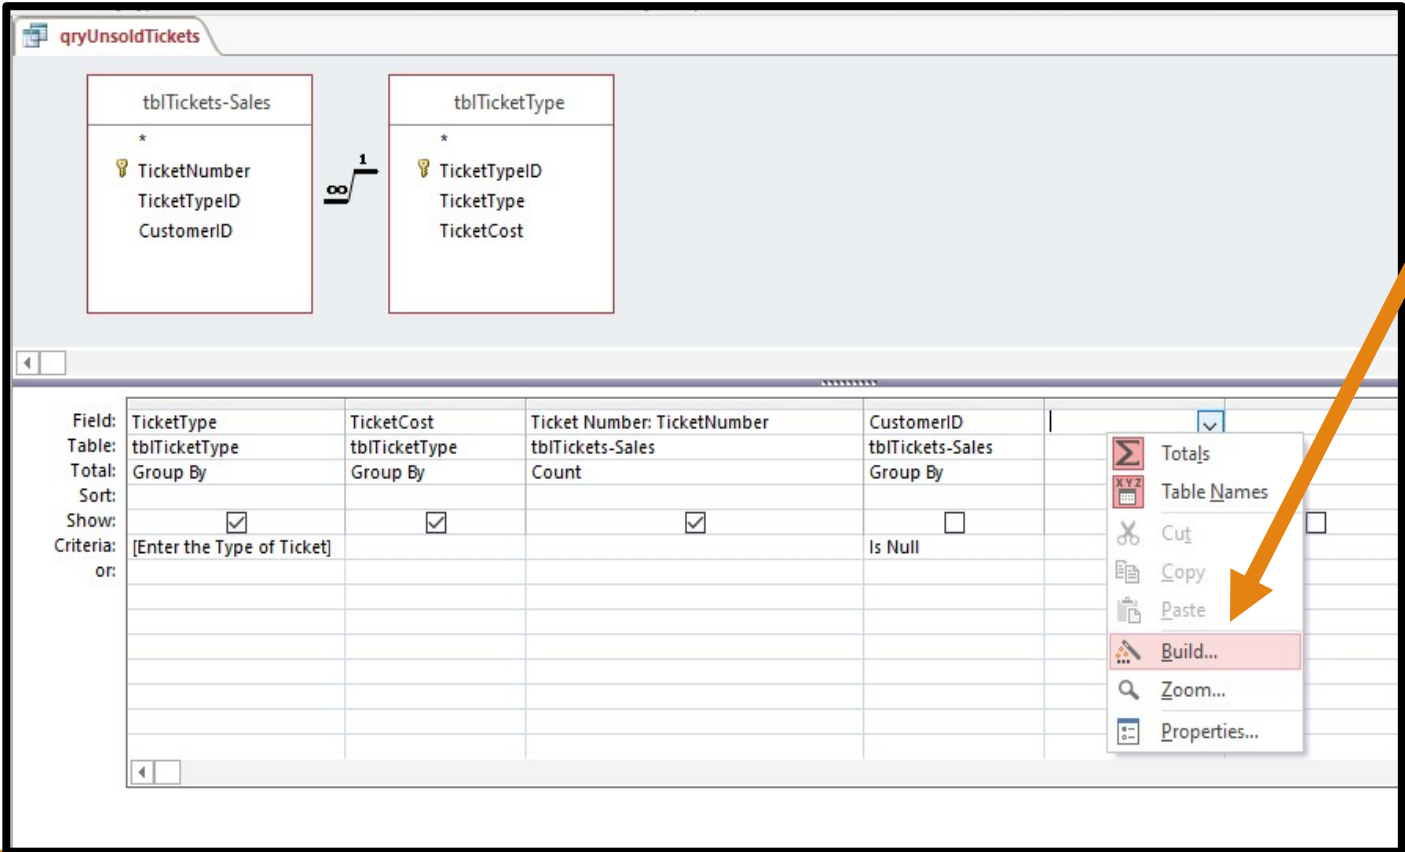 qryUnsoldTickets
tblTickets-Sales
*
TicketNumber
TicketTypeID
CustomerID
∞
1
tblTicketType
*
TicketTypeID
TicketType
TicketCost
Field: TicketType TicketCost Ticket Number: TicketNumber CustomerID
Table: tblTicketType tblTicketType tblTickets-Sales tblTickets-Sales
Total: Group By Group By Count Group By
Sort:
Show:
Criteria: [Enter the Type of Ticket] Is Null
or:
Totals
XYZ
Table Names
Cut
Copy
Paste
Build...
Zoom...
Properties...